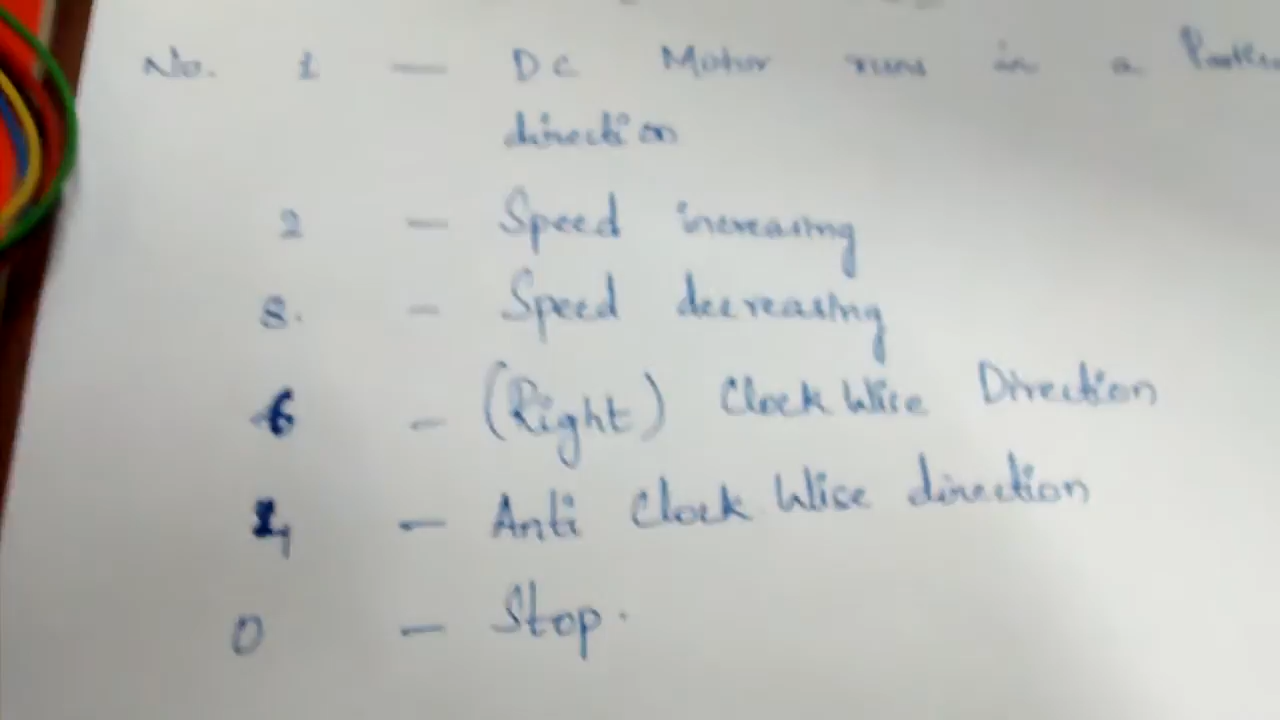 No. 1 — DC Motor runs in a
direction
2 — Speed increasing
8. — Speed decreasing
6 — (Right) Clock Wise Direction
— Anti Clock Wise direction
0 — Stop.